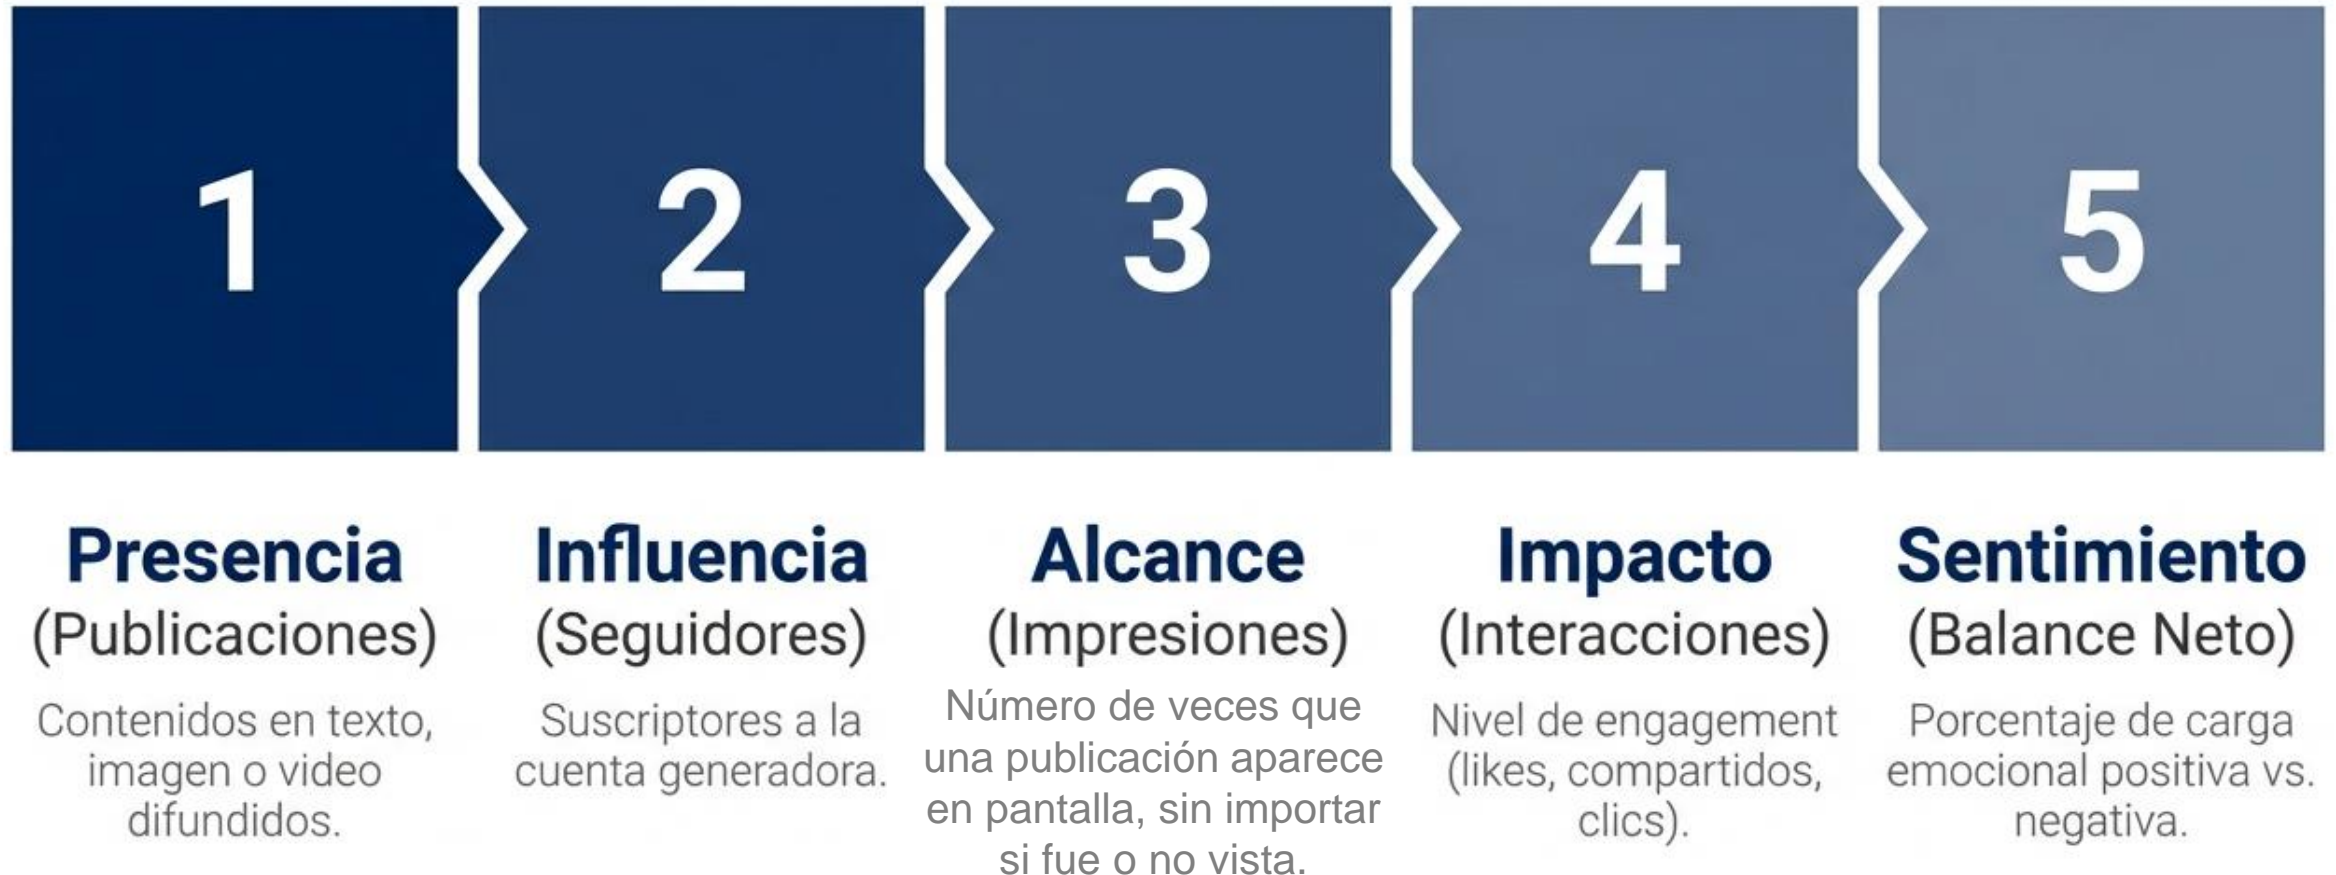 1
2
3
4
5
Presencia
(Publicaciones)
Contenidos en texto,
imagen o video
difundidos.
Influencia
(Seguidores)
Suscriptores a la
cuenta generadora.
Alcance
(Impresiones)
Número de veces que
una publicación aparece
en pantalla, sin importar
si fue o no vista.
Impacto
(Interacciones)
Nivel de engagement
(likes, compartidos,
clics).
Sentimiento
(Balance Neto)
Porcentaje de carga
emocional positiva vs.
negativa.